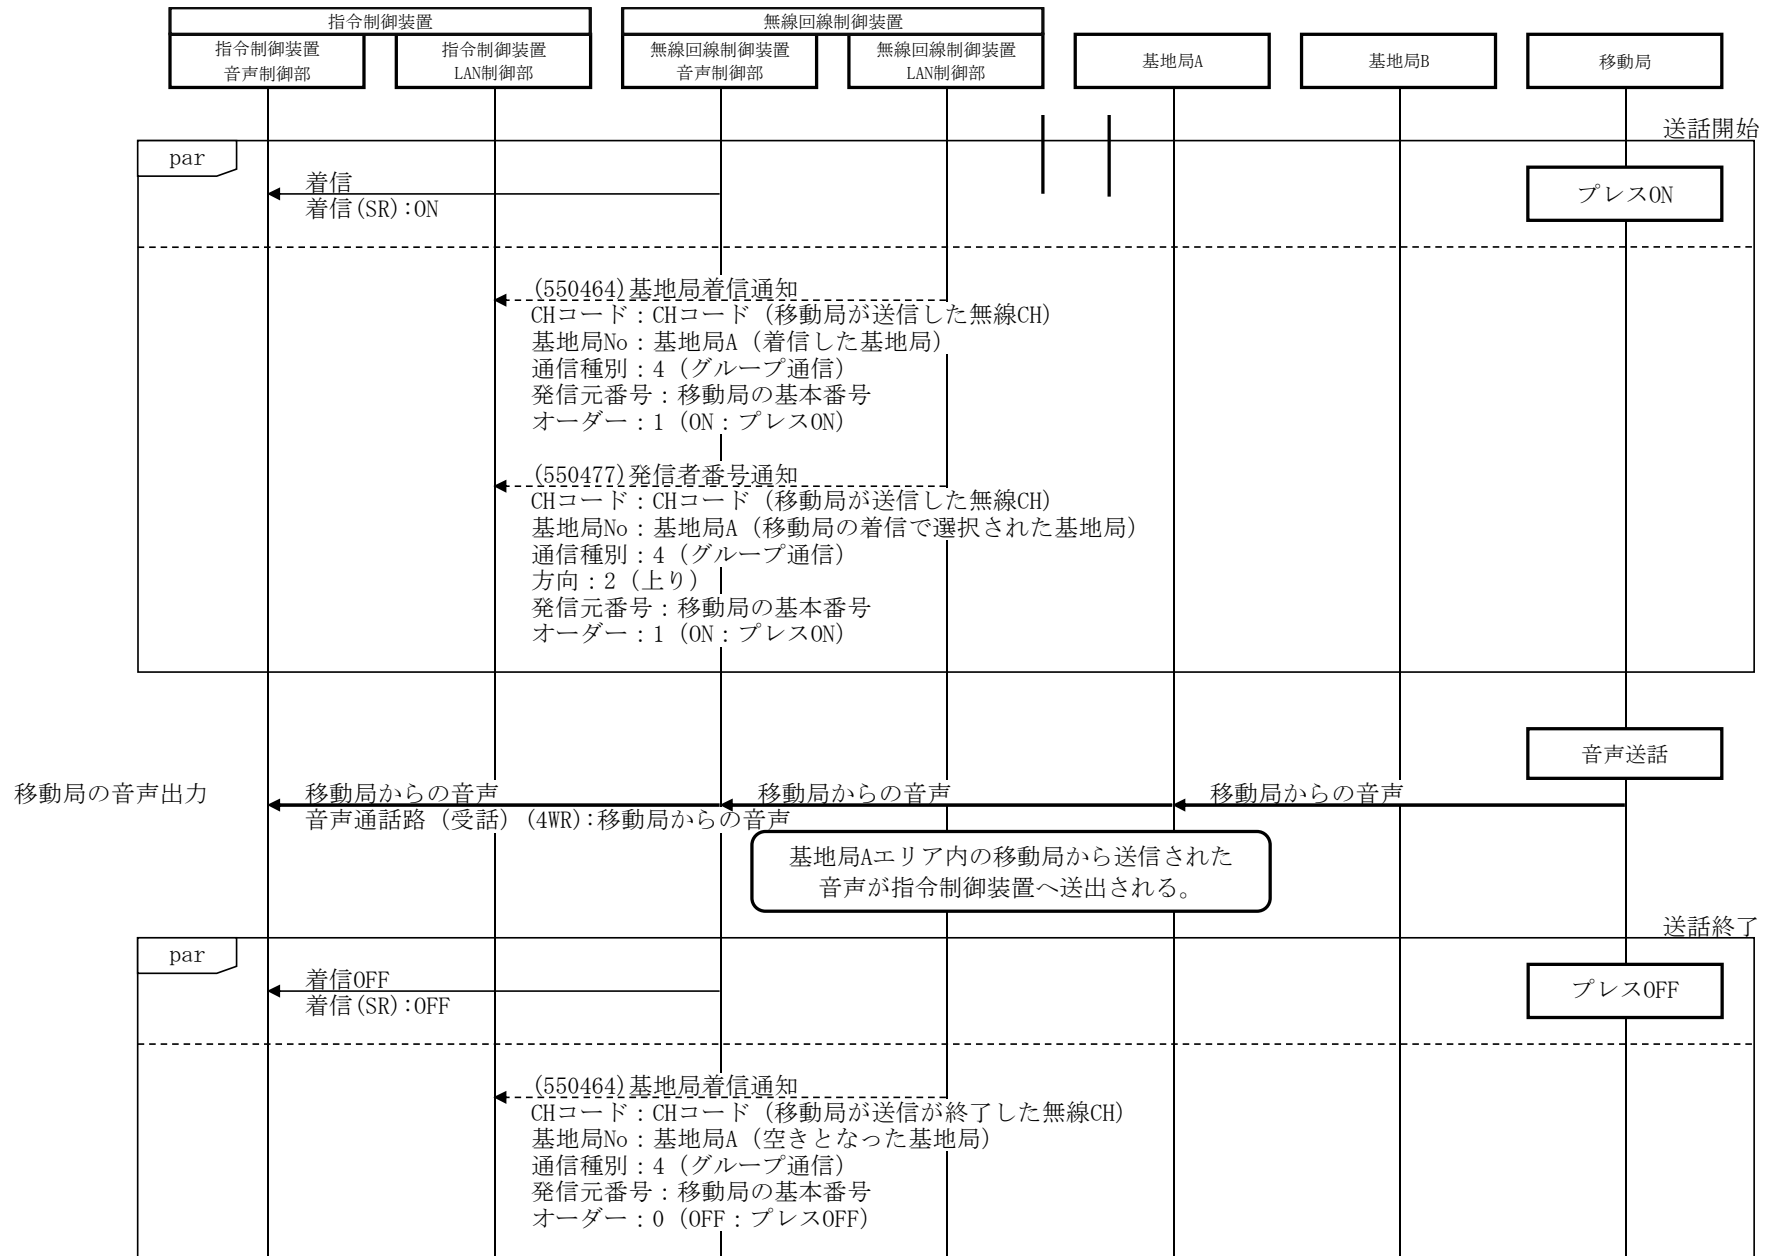 指令制御装置
無線回線制御装置
指令制御装置
音声制御部
指令制御装置
LAN制御部
無線回線制御装置
音声制御部
無線回線制御装置
LAN制御部
基地局A
基地局B
移動局
送話開始
par
プレスON
着信
着信(SR):ON
(550464)基地局着信通知
CHコード：CHコード（移動局が送信した無線CH）
基地局No：基地局A（着信した基地局）
通信種別：4（グループ通信）
発信元番号：移動局の基本番号
オーダー：1（ON：プレスON）
(550477)発信者番号通知
CHコード：CHコード（移動局が送信した無線CH）
基地局No：基地局A（移動局の着信で選択された基地局）
通信種別：4（グループ通信）
方向：2（上り）
発信元番号：移動局の基本番号
オーダー：1（ON：プレスON）
音声送話
移動局の音声出力
移動局からの音声
移動局からの音声
移動局からの音声
音声通話路（受話）(4WR):移動局からの音声
基地局Aエリア内の移動局から送信された
音声が指令制御装置へ送出される。
送話終了
par
プレスOFF
着信OFF
着信(SR):OFF
(550464)基地局着信通知
CHコード：CHコード（移動局が送信が終了した無線CH）
基地局No：基地局A（空きとなった基地局）
通信種別：4（グループ通信）
発信元番号：移動局の基本番号
オーダー：0（OFF：プレスOFF）